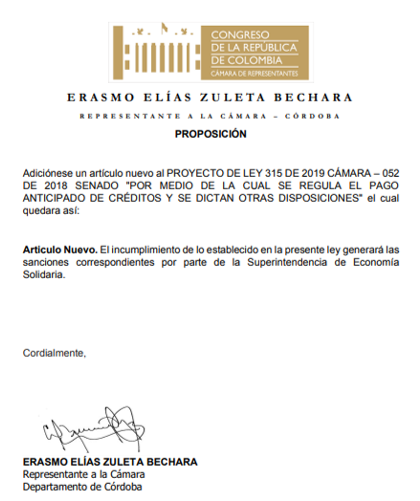 CONGRESO
DE LA REPÚBLICA
DE COLOMBIA
CÁMARA DE REPRESENTANTES
ERASMO ELÍAS ZULETA BECHARA
REPRESENTANTE A LA CÁMARA – CÓRDOBA
PROPOSICIÓN
Adiciónese un artículo nuevo al PROYECTO DE LEY 315 DE 2019 CÁMARA – 052
DE 2018 SENADO "POR MEDIO DE LA CUAL SE REGULA EL PAGO
ANTICIPADO DE CRÉDITOS Y SE DICTAN OTRAS DISPOSICIONES" el cual
quedara así:
Articulo Nuevo. El incumplimiento de lo establecido en la presente ley generará las
sanciones correspondientes por parte de la Superintendencia de Economía
Solidaria.
Cordialmente,
ERASMO ELÍAS ZULETA BECHARA
Representante a la Cámara
Departamento de Córdoba